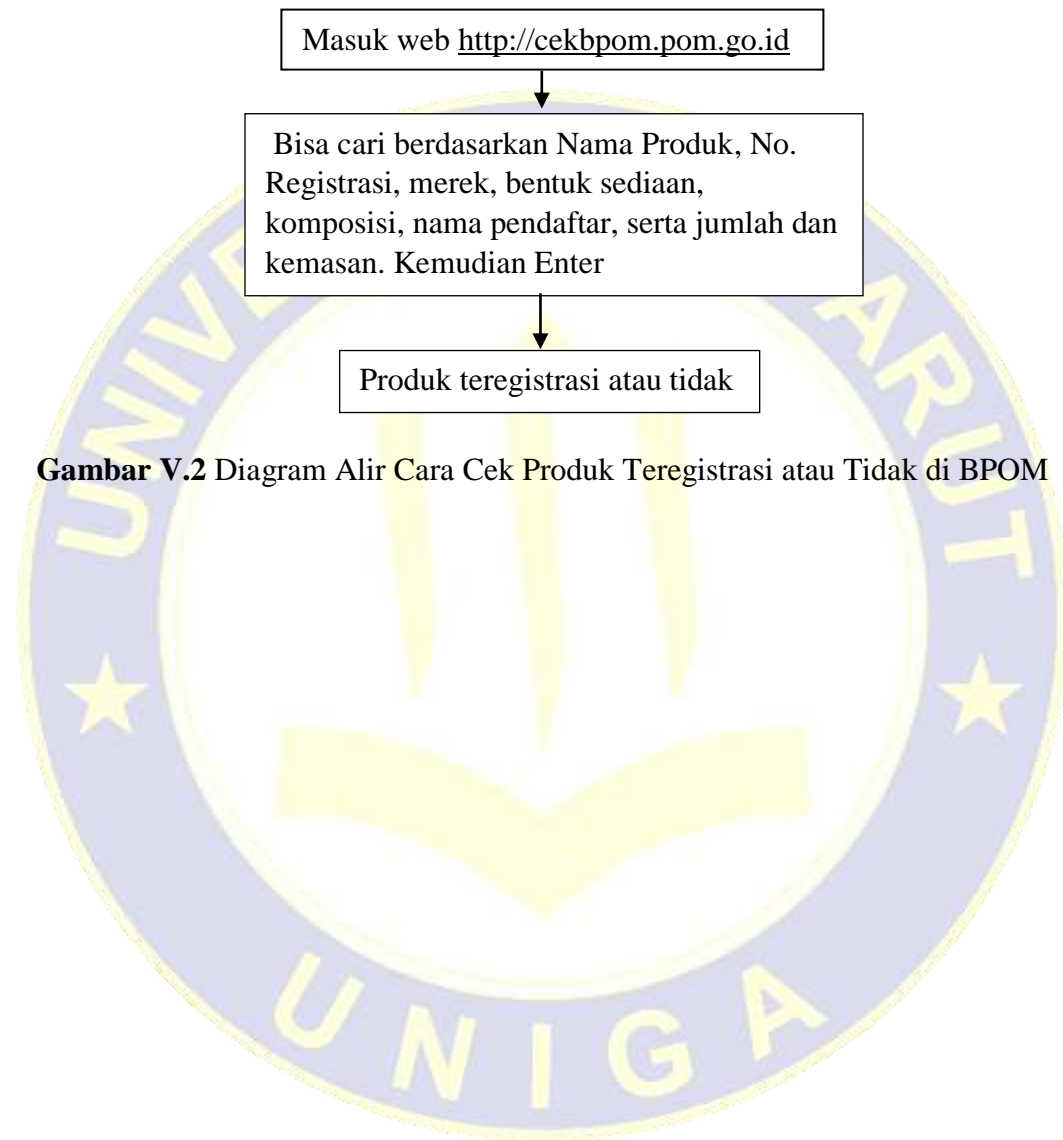 Masuk web http://cekbpom.pom.go.id
Bisa cari berdasarkan Nama Produk, No.
Registrasi, merek, bentuk sediaan,
komposisi, nama pendaftar, serta jumlah dan
kemasan. Kemudian Enter
Produk teregistrasi atau tidak
Gambar V.2 Diagram Alir Cara Cek Produk Teregistrasi atau Tidak di BPOM
UNIVE
ARUT
UNIGA